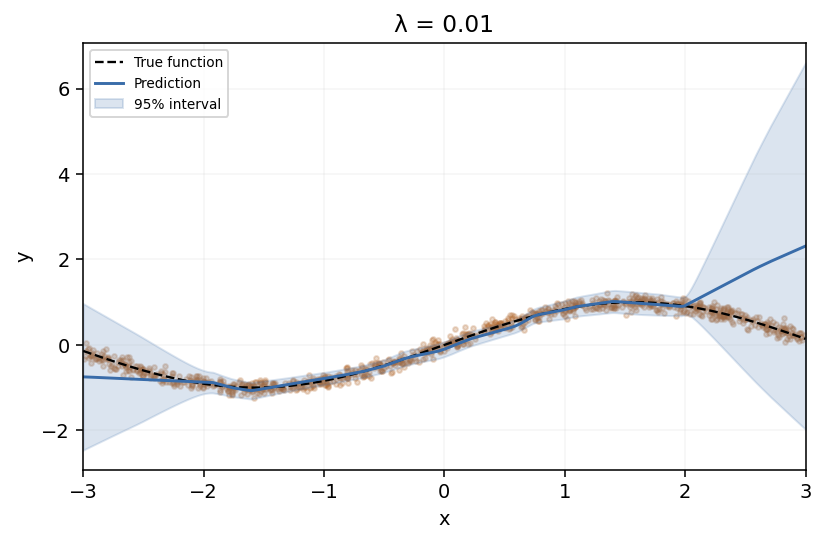 λ = 0.01
True function
Prediction
95% interval
6
4
2
0
−2
y
−3 −2 −1 0 1 2 3
x